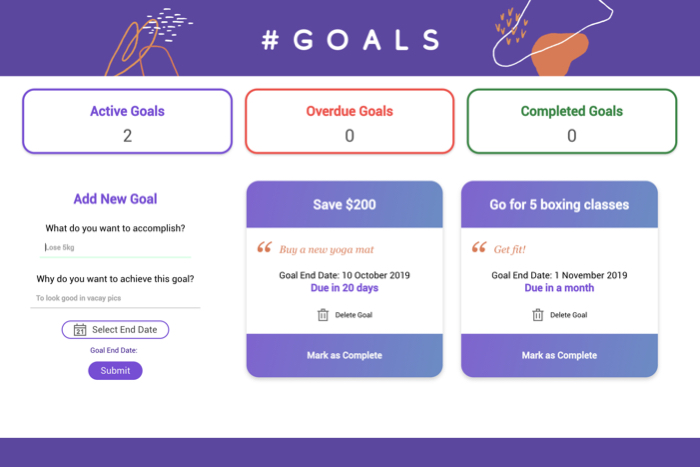 #GOALS
Active Goals
2
Overdue Goals
0
Completed Goals
0
Add New Goal
What do you want to accomplish?
Lose 5kg
Why do you want to achieve this goal?
To look good in vacay pics
21
Select End Date
Goal End Date:
Submit
Save $200
“ Buy a new yoga mat
Goal End Date: 10 October 2019
Due in 20 days
Delete Goal
Mark as Complete
Go for 5 boxing classes
“ Get fit!
Goal End Date: 1 November 2019
Due in a month
Delete Goal
Mark as Complete